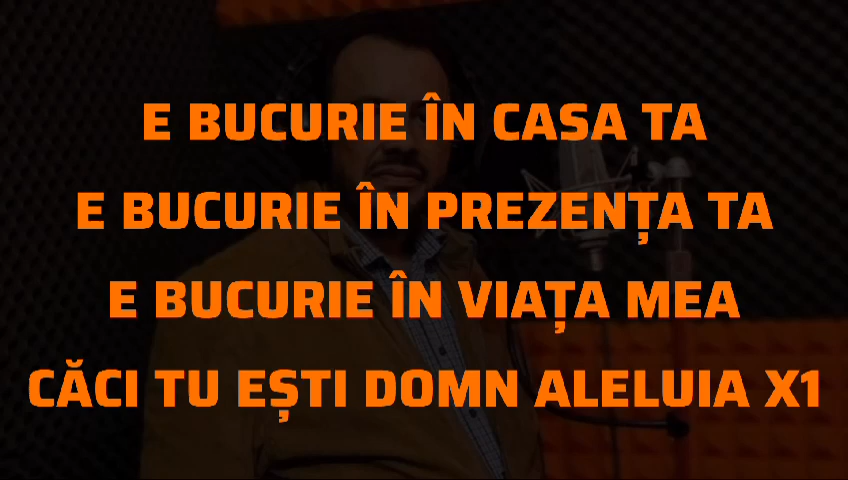 E BUCURIE ÎN CASA TA
E BUCURIE ÎN PREZENȚA TA
E BUCURIE ÎN VIAȚA MEA
CĂCI TU EȘTI DOMN ALELUIA X1